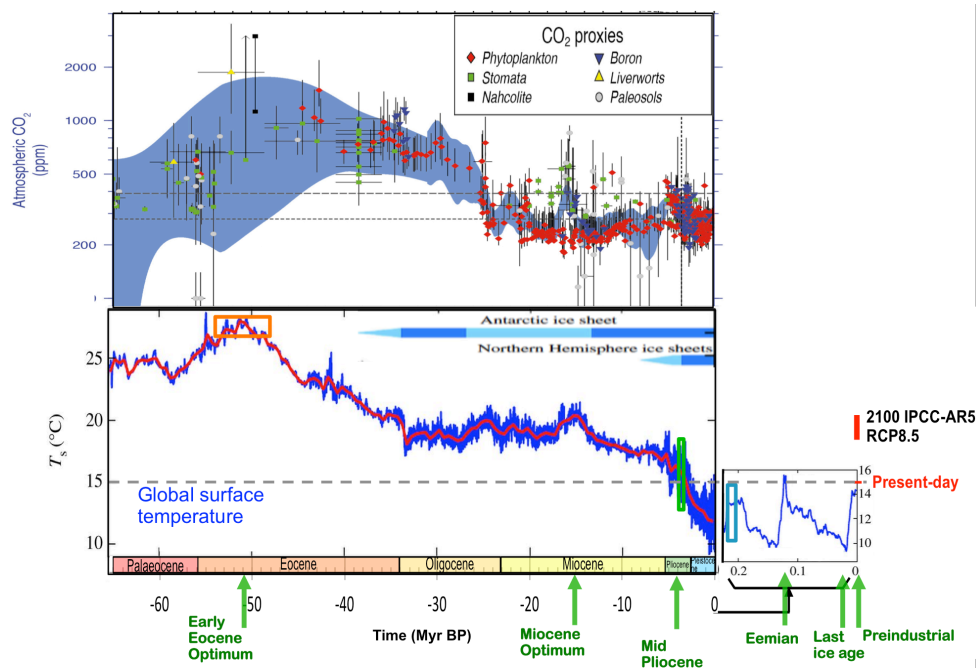 CO2 proxies
Phytoplankton
Boron
Stomata
Liverworts
Nahcolite
Paleosols
Atmospheric CO2
(ppm)
2000
1000
500
200
Antarctic ice sheet
Northern Hemisphere ice sheets
Ts (°C)
25
20
15
10
Global surface
temperature
2100 IPCC-AR5
RCP8.5
Present-day
16
14
12
10
0.2
0.1
0
Palaeocene
Eocene
Oligocene
Miocene
Pliocene
-60
-50
-40
-30
-20
-10
0
Time (Myr BP)
Early
Eocene
Optimum
Miocene
Optimum
Mid
Pliocene
Eemian
Last
ice age
Preindustrial